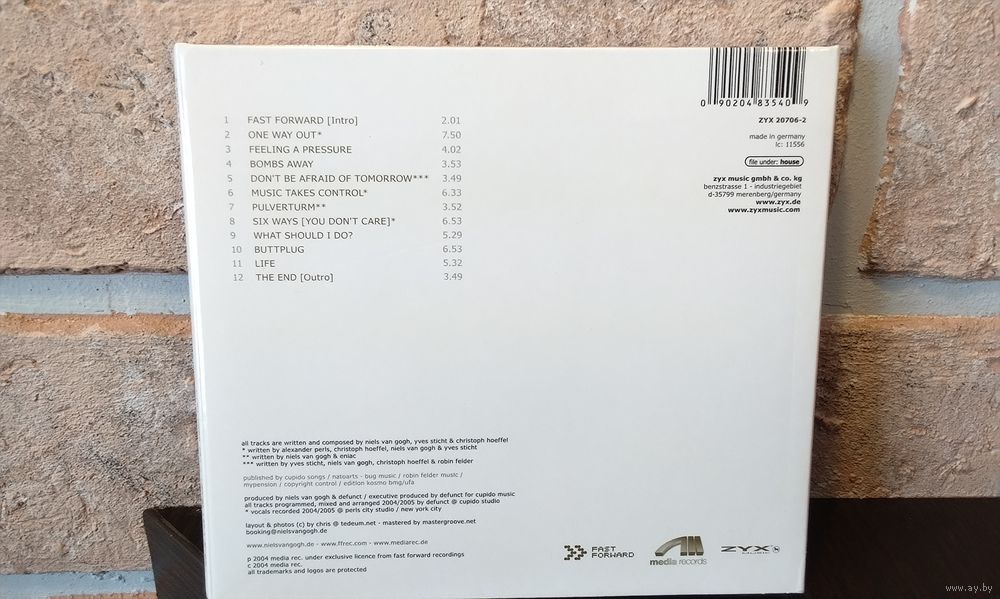 1 FAST FORWARD [Intro] 2.01
2 ONE WAY OUT* 7.50
3 FEELING A PRESSURE 4.02
4 BOMBS AWAY 3.53
5 DON'T BE AFRAID OF TOMORROW*** 3.49
6 MUSIC TAKES CONTROL* 6.33
7 PULVERTURM** 3.52
8 SIX WAYS [YOU DON'T CARE]* 6.53
9 WHAT SHOULD I DO? 5.29
10 BUTTPLUG 6.53
11 LIFE 5.32
12 THE END [Outro] 3.49
0 90204 83540 9
ZYX 20706-2
made in germany
lc: 11556
file under: house
zyx music gmbh & co. kg
benzstrasse 1 - industriegebiet
d-35799 merenberg/germany
www.zyx.de
www.zyxmusic.com
all tracks are written and composed by niels van gogh, yves sticht & christoph hoeffel
* written by alexander perls, christoph hoeffel, niels van gogh & yves sticht
** written by niels van gogh & eniac
*** written by yves sticht, niels van gogh, christoph hoeffel & robin felder
published by cupido songs / natoarts - bug music / robin felder music /
mypension / copyright control / edition kosmo bmg/ufa
produced by niels van gogh & defunct / executive produced by defunct for cupido music
all tracks programmed, mixed and arranged 2004/2005 by defunct @ cupido studio
* vocals recorded 2004/2005 @ perls city studio / new york city
layout & photos (c) by chris @ tedeum.net - mastered by mastergroove.net
booking@nielsvangogh.de
www.nielsvangogh.de - www.ffrec.com - www.mediarec.de
p 2004 media rec. under exclusive licence from fast forward recordings
c 2004 media rec.
all trademarks and logos are protected
FAST
FORWARD
media records
ZYX
MUSIC
www.ay.by